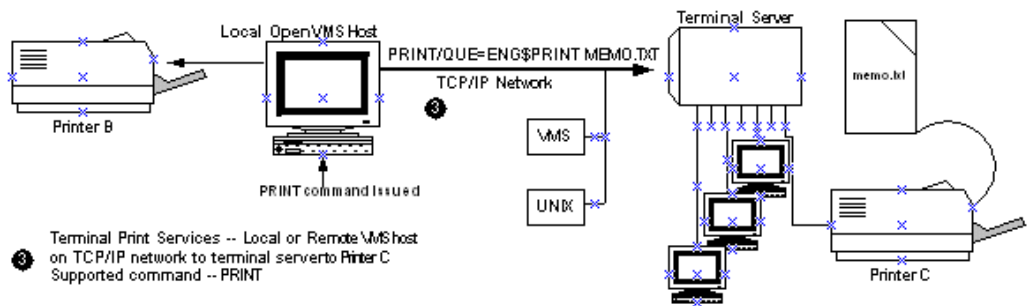 Terminal Server
Local OpenVMS Host
PRINT/QUE=ENG$PRINT MEMO.TXT
memo.txt
TCP/IP Network
3
Printer B
VMS
PRINT command issued
UNIX
Terminal Print Services -- Local or Remote VMS host
3 on TCP/IP network to terminal server to Printer C
Supported command -- PRINT
Printer C